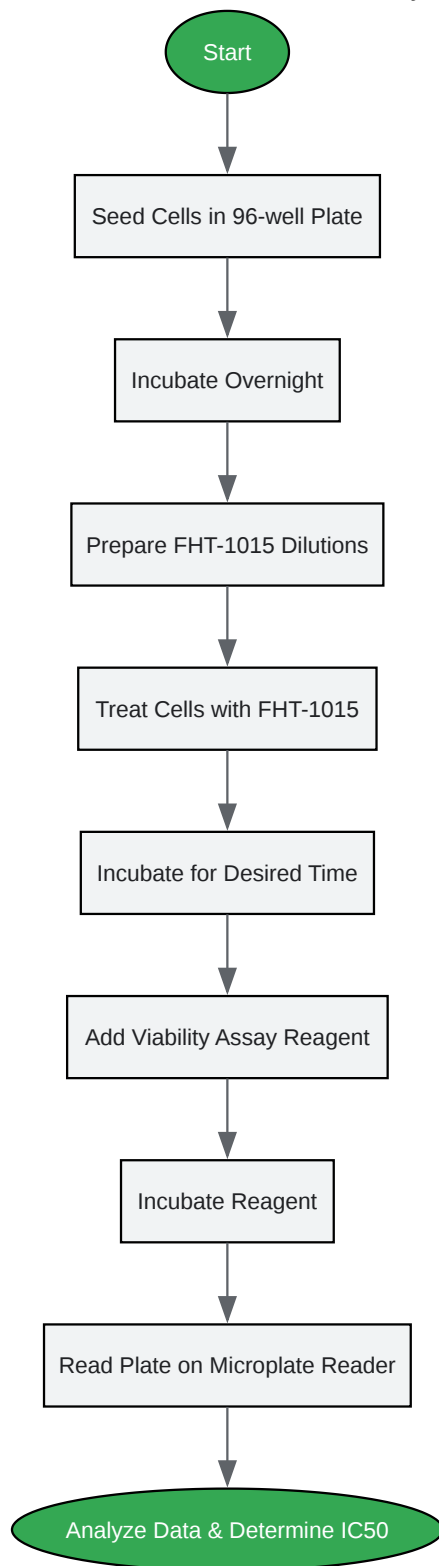 Start
Seed Cells in 96-well Plate
Incubate Overnight
Prepare FHT-1015 Dilutions
Treat Cells with FHT-1015
Incubate for Desired Time
Add Viability Assay Reagent
Incubate Reagent
Read Plate on Microplate Reader
Analyze Data & Determine IC50